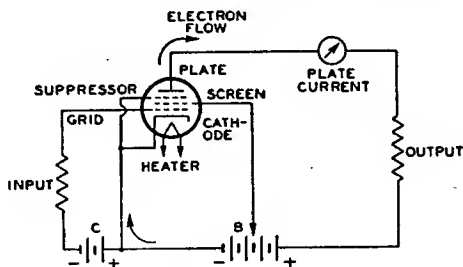 ELECTRON
FLOW
PLATE
SUPPRESSOR
SCREEN
PLATE
CURRENT
GRID
CATH-
ODE
HEATER
INPUT
OUTPUT
C
B
- +
- +